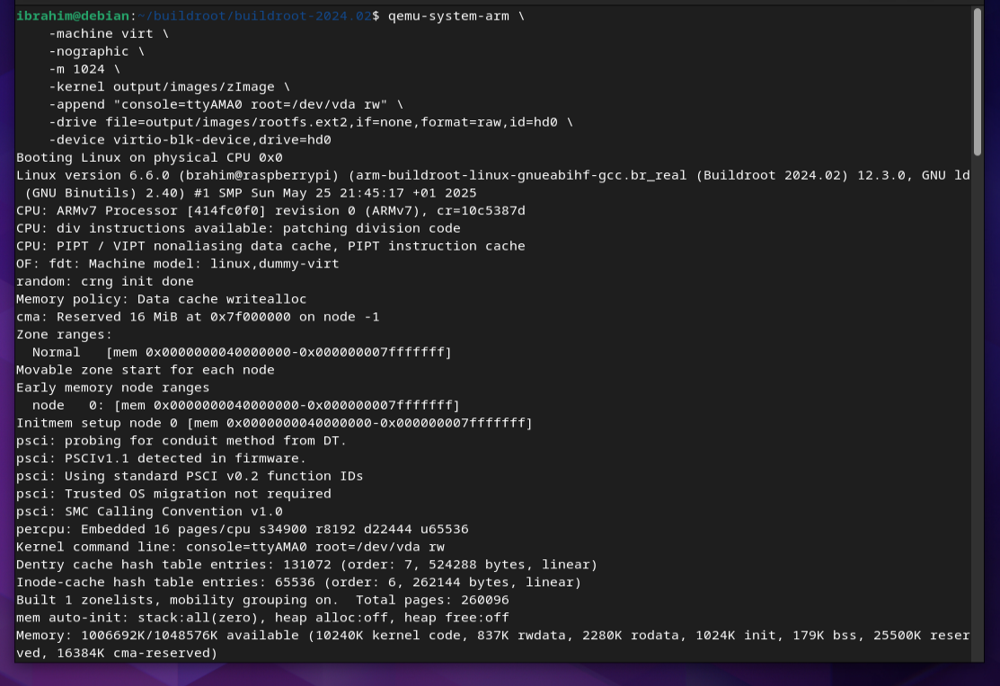 ibrahim@debian:~/buildroot/buildroot-2024.02$ qemu-system-arm \
    -machine virt \
    -nographic \
    -m 1024 \
    -kernel output/images/zImage \
    -append "console=ttyAMA0 root=/dev/vda rw" \
    -drive file=output/images/rootfs.ext2,if=none,format=raw,id=hd0 \
    -device virtio-blk-device,drive=hd0
Booting Linux on physical CPU 0x0
Linux version 6.6.0 (brahim@raspberrypi) (arm-buildroot-linux-gnueabihf-gcc.br_real (Buildroot 2024.02) 12.3.0, GNU ld
 (GNU Binutils) 2.40) #1 SMP Sun May 25 21:45:17 +01 2025
CPU: ARMv7 Processor [414fc0f0] revision 0 (ARMv7), cr=10c5387d
CPU: div instructions available: patching division code
CPU: PIPT / VIPT nonaliasing data cache, PIPT instruction cache
OF: fdt: Machine model: linux,dummy-virt
random: crng init done
Memory policy: Data cache writealloc
cma: Reserved 16 MiB at 0x7f000000 on node -1
Zone ranges:
  Normal   [mem 0x0000000040000000-0x000000007fffffff]
Movable zone start for each node
Early memory node ranges
  node   0: [mem 0x0000000040000000-0x000000007fffffff]
Initmem setup node 0 [mem 0x0000000040000000-0x000000007fffffff]
psci: probing for conduit method from DT.
psci: PSCIv1.1 detected in firmware.
psci: Using standard PSCI v0.2 function IDs
psci: Trusted OS migration not required
psci: SMC Calling Convention v1.0
percpu: Embedded 16 pages/cpu s34900 r8192 d22444 u65536
Kernel command line: console=ttyAMA0 root=/dev/vda rw
Dentry cache hash table entries: 131072 (order: 7, 524288 bytes, linear)
Inode-cache hash table entries: 65536 (order: 6, 262144 bytes, linear)
Built 1 zonelists, mobility grouping on.  Total pages: 260096
mem auto-init: stack:all(zero), heap alloc:off, heap free:off
Memory: 1006692K/1048576K available (10240K kernel code, 837K rwdata, 2280K rodata, 1024K init, 179K bss, 25500K reser
ved, 16384K cma-reserved)